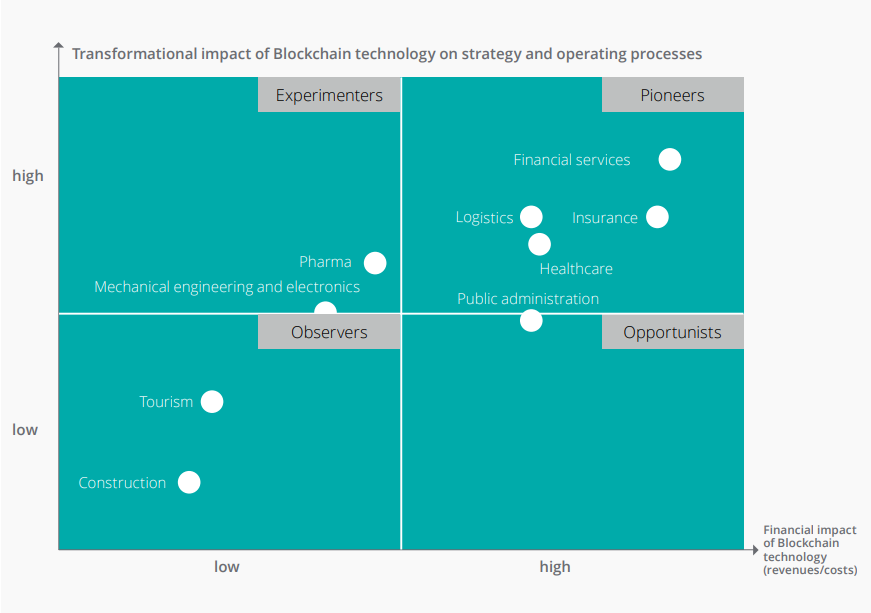 Transformational impact of Blockchain technology on strategy and operating processes
Experimenters
Pioneers
Financial services
high
Logistics
Insurance
Pharma
Healthcare
Mechanical engineering and electronics
Public administration
Observers
Opportunists
Tourism
low
Construction
Financial impact
of Blockchain
technology
(revenues/costs)
low
high